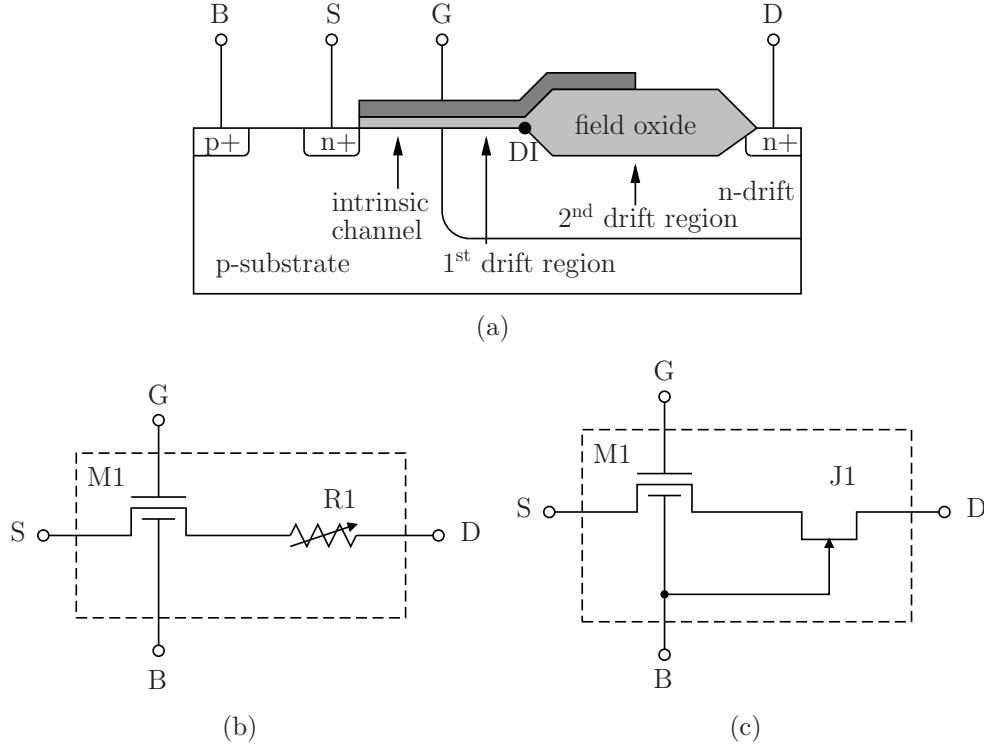 B S G D
p+ n+ field oxide n+
DI
n-drift
intrinsic
channel
2nd drift region
p-substrate
1st drift region
(a)
G
M1
R1
S D
B
(b)
G
M1
J1
S D
B
(c)